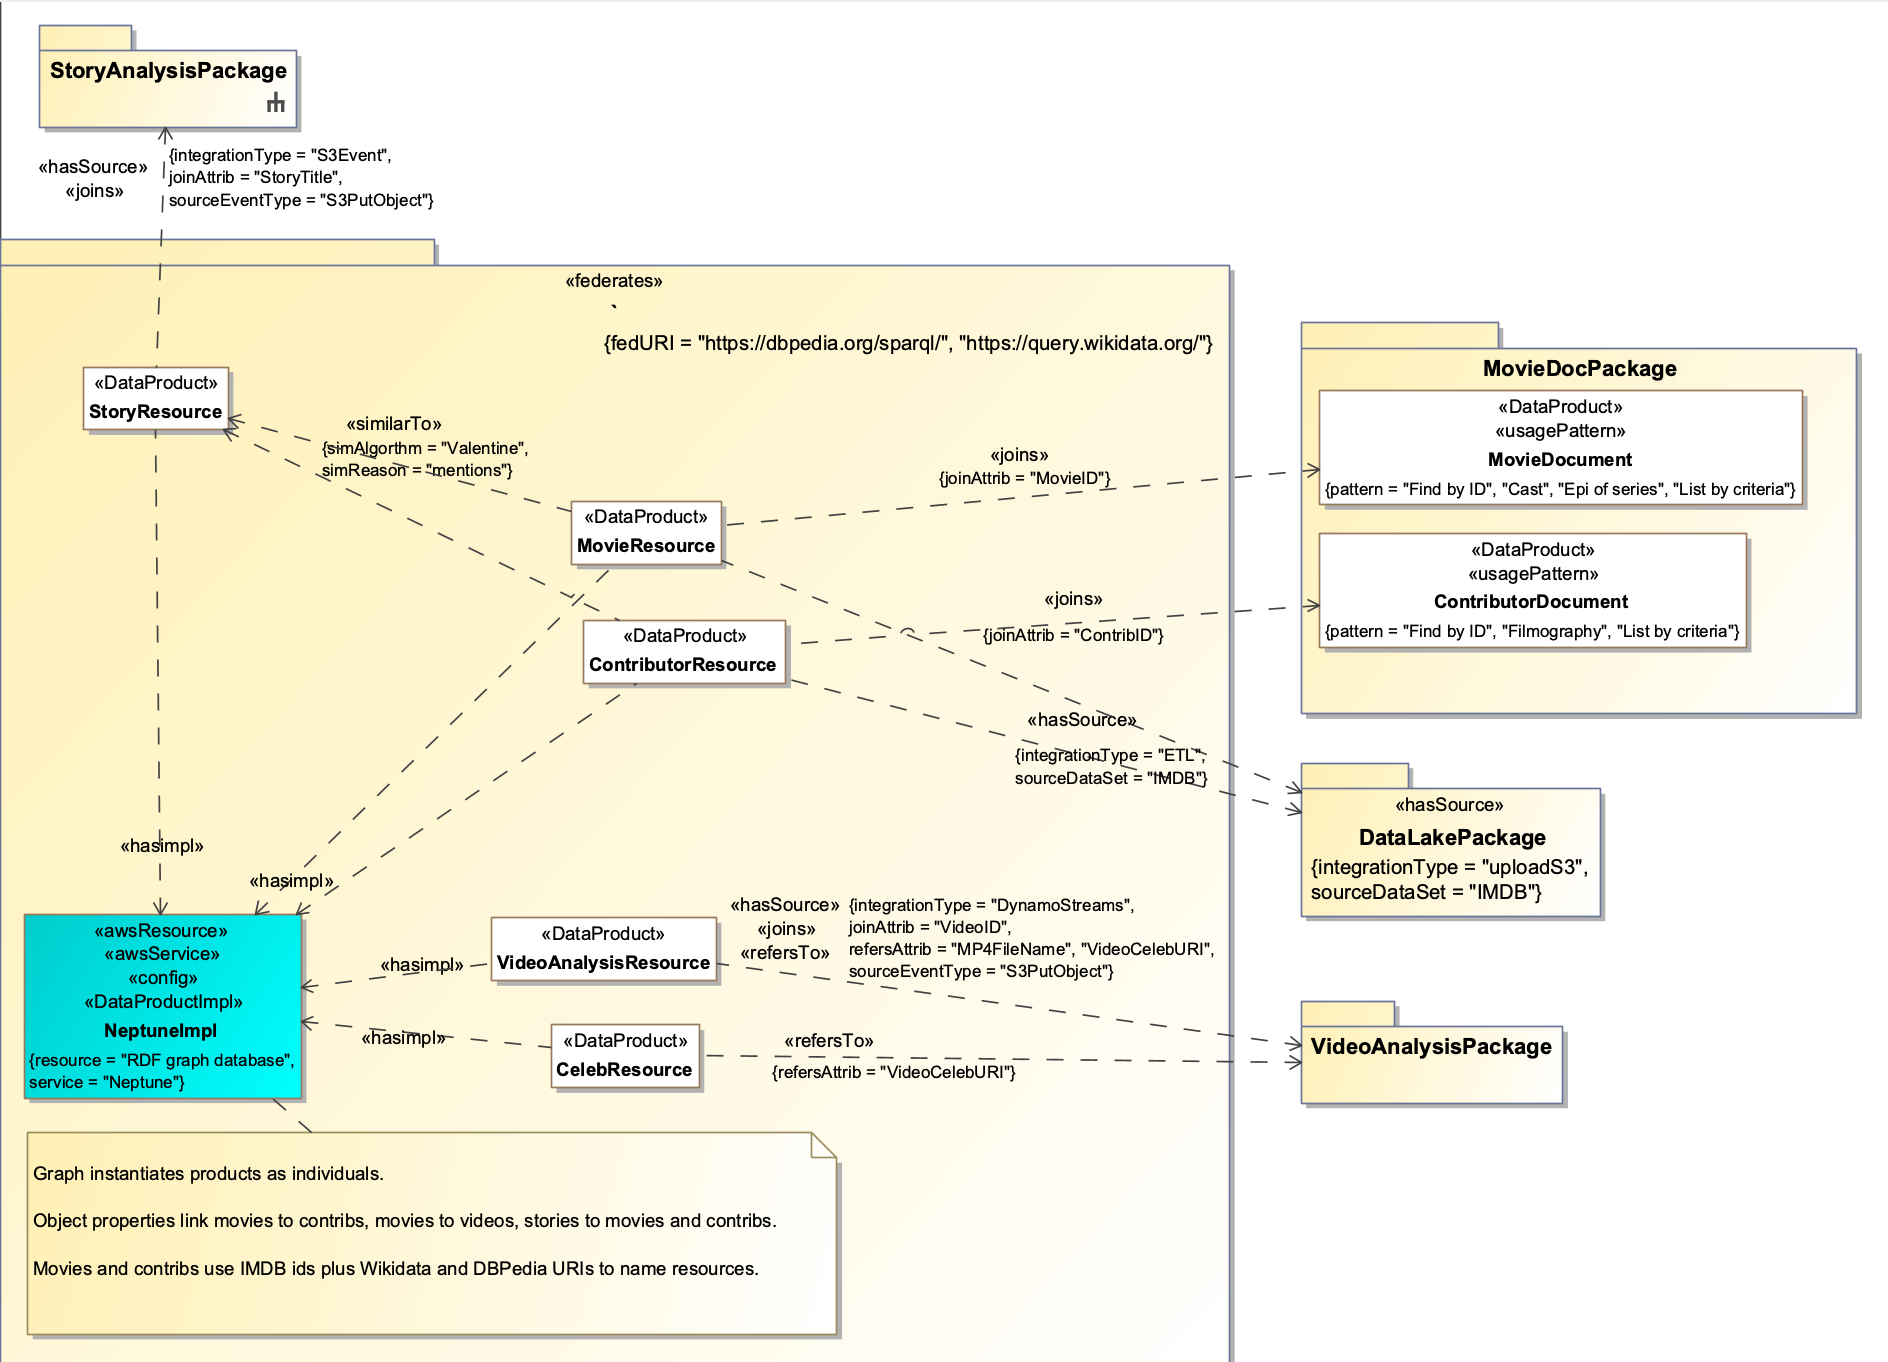 StoryAnalysisPackage
«hasSource»
«joins»
{integrationType = "S3Event",
joinAttrib = "StoryTitle",
sourceEventType = "S3PutObject"}
«federates»
`
{fedURI = "https://dbpedia.org/sparql/", "https://query.wikidata.org/"}
«DataProduct»
StoryResource
«similarTo»
{simAlgorthm = "Valentine",
simReason = "mentions"}
«DataProduct»
MovieResource
«joins»
{joinAttrib = "MovieID"}
MovieDocPackage
«DataProduct»
«usagePattern»
MovieDocument
{pattern = "Find by ID", "Cast", "Epi of series", "List by criteria"}
«DataProduct»
«usagePattern»
ContributorDocument
{pattern = "Find by ID", "Filmography", "List by criteria"}
«DataProduct»
ContributorResource
«joins»
{joinAttrib = "ContribID"}
«hasSource»
{integrationType = "ETL",
sourceDataSet = "IMDB"}
«hasSource»
DataLakePackage
{integrationType = "uploadS3",
sourceDataSet = "IMDB"}
«hasimpl»
«hasimpl»
«awsResource»
«awsService»
«config»
«DataProductImpl»
NeptuneImpl
{resource = "RDF graph database",
service = "Neptune"}
«hasimpl»
«DataProduct»
VideoAnalysisResource
«hasSource»
«joins»
«refersTo»
{integrationType = "DynamoStreams",
joinAttrib = "VideoID",
refersAttrib = "MP4FileName", "VideoCelebURI",
sourceEventType = "S3PutObject"}
«hasimpl»
«DataProduct»
CelebResource
«refersTo»
{refersAttrib = "VideoCelebURI"}
VideoAnalysisPackage
Graph instantiates products as individuals.
Object properties link movies to contribs, movies to videos, stories to movies and contribs.
Movies and contribs use IMDB ids plus Wikidata and DBPedia URIs to name resources.